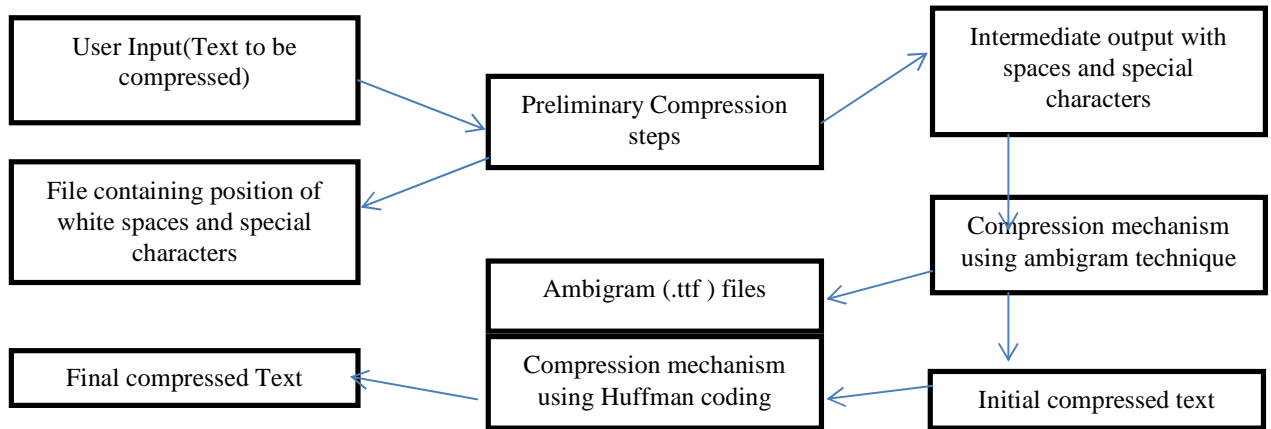 User Input(Text to be
compressed)
Preliminary Compression
steps
Intermediate output with
spaces and special
characters
File containing position of
white spaces and special
characters
Compression mechanism
using ambigram technique
Ambigram (.ttf ) files
Compression mechanism
using Huffman coding
Final compressed Text
Initial compressed text